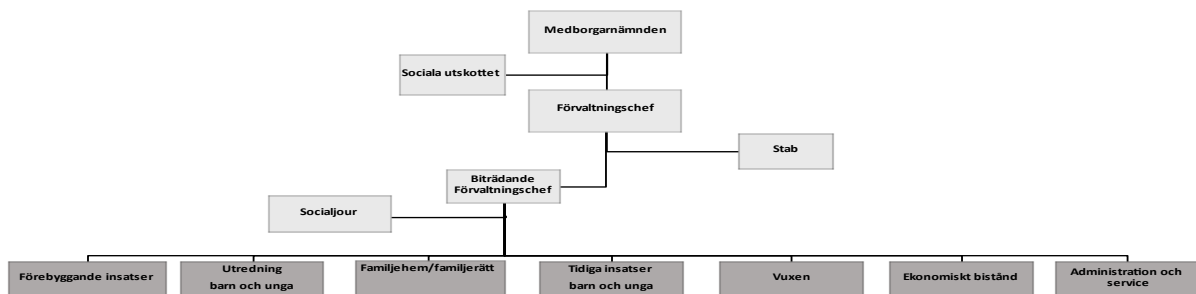 Medborgarnämnden
Sociala utskottet
Förvaltningschef
Stab
Biträdande
Förvaltningschef
Socialjour
Förebyggande insatser
Utredning
barn och unga
Familjehem/familjerätt
Tidiga insatser
barn och unga
Vuxen
Ekonomiskt bistånd
Administration och
service